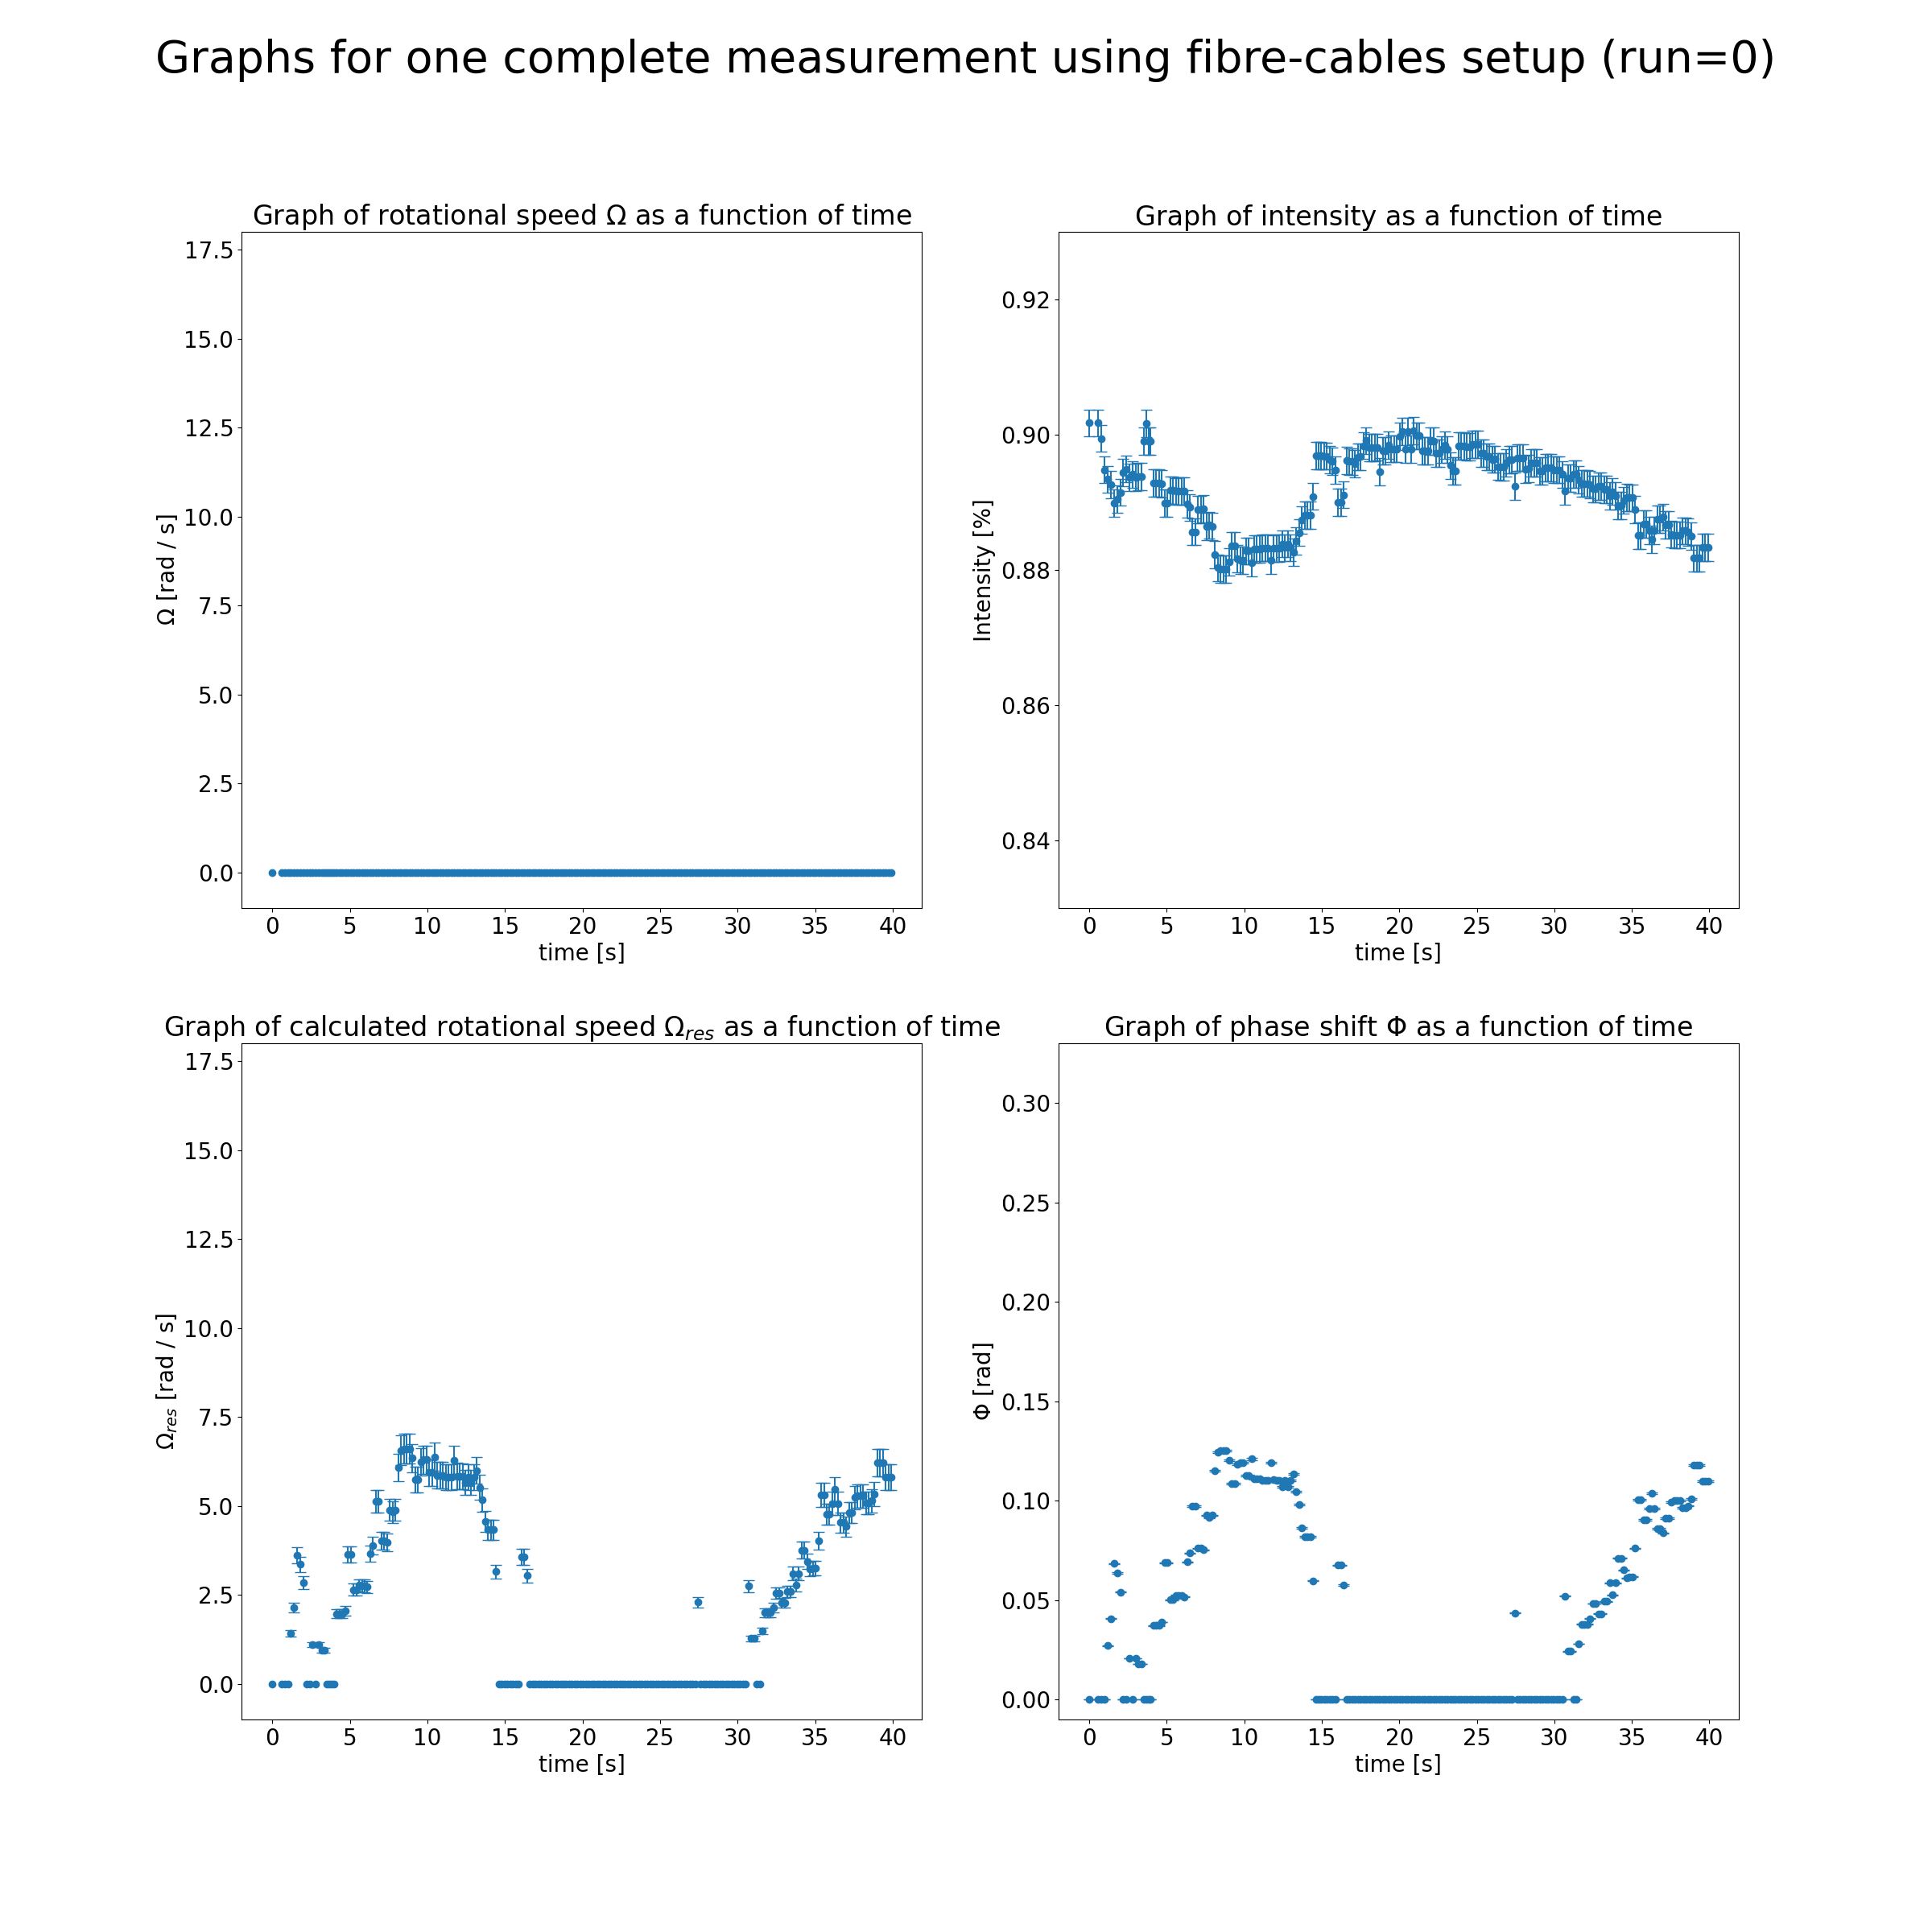 Graphs for one complete measurement using fibre-cables setup (run=0)
Graph of rotational speed Ω as a function of time
17.5
15.0
12.5
10.0
7.5
5.0
2.5
0.0
Ω [rad / s]
0 5 10 15 20 25 30 35 40
time [s]
Graph of intensity as a function of time
0.92
0.90
0.88
0.86
0.84
Intensity [%]
0 5 10 15 20 25 30 35 40
time [s]
Graph of calculated rotational speed Ω_res as a function of time
17.5
15.0
12.5
10.0
7.5
5.0
2.5
0.0
Ω_res [rad / s]
0 5 10 15 20 25 30 35 40
time [s]
Graph of phase shift Φ as a function of time
0.30
0.25
0.20
0.15
0.10
0.05
0.00
Φ [rad]
0 5 10 15 20 25 30 35 40
time [s]